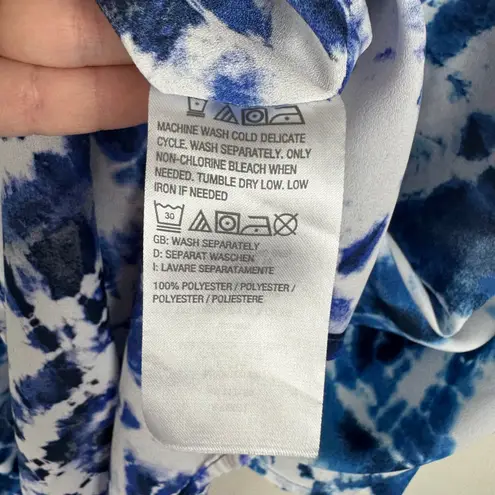 MACHINE WASH COLD DELICATE
CYCLE. WASH SEPARATELY. ONLY
NON-CHLORINE BLEACH WHEN
NEEDED. TUMBLE DRY LOW. LOW
IRON IF NEEDED
30
GB: WASH SEPARATELY
D: SEPARAT WASCHEN
I: LAVARE SEPARATAMENTE
100% POLYESTER / POLYESTER /
POLYESTER / POLIESTERE